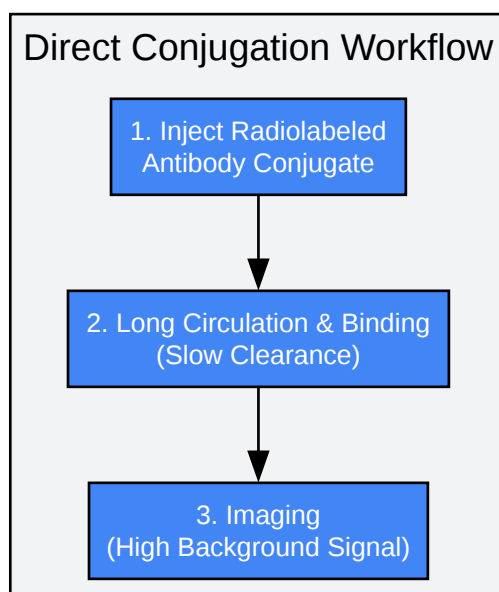 Direct Conjugation Workflow
1. Inject Radiolabeled
Antibody Conjugate
2. Long Circulation & Binding
(Slow Clearance)
3. Imaging
(High Background Signal)